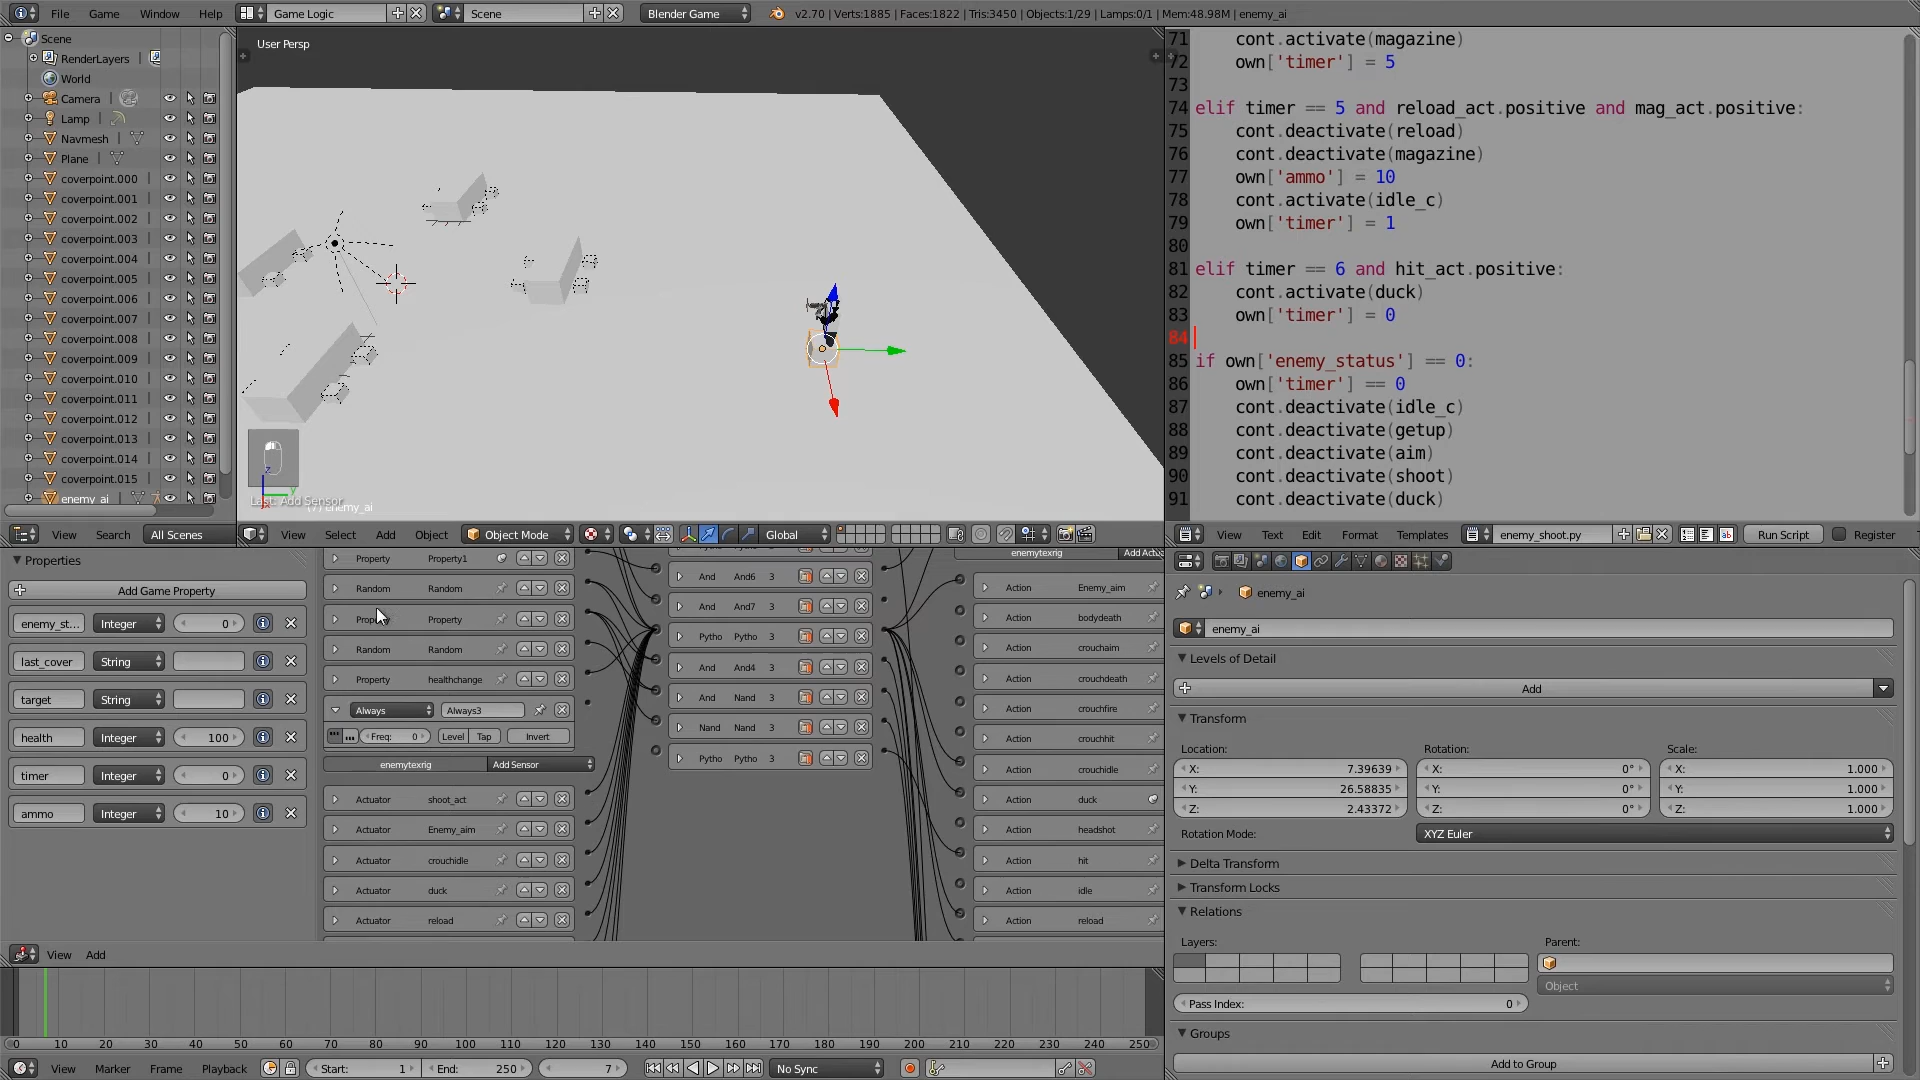 File Game Window Help Game Logic Scene Blender Game v2.70 | Verts:1885 | Faces:1822 | Tris:3450 | Objects:1/29 | Lamps:0/1 | Mem:48.98M | enemy_ai
Scene
RenderLayers
World
Camera
Lamp
Navmesh
Plane
coverpoint.000
coverpoint.001
coverpoint.002
coverpoint.003
coverpoint.004
coverpoint.005
coverpoint.006
coverpoint.007
coverpoint.008
coverpoint.009
coverpoint.010
coverpoint.011
coverpoint.012
coverpoint.013
coverpoint.014
coverpoint.015
enemy_ai
View Search All Scenes
User Persp
Last: Add Sensor
(7) enemy_ai
View Select Add Object Object Mode Global
71 cont.activate(magazine)
72 own['timer'] = 5
73
74 elif timer == 5 and reload_act.positive and mag_act.positive:
75 cont.deactivate(reload)
76 cont.deactivate(magazine)
77 own['ammo'] = 10
78 cont.activate(idle_c)
79 own['timer'] = 1
80
81 elif timer == 6 and hit_act.positive:
82 cont.activate(duck)
83 own['timer'] = 0
84
85 if own['enemy_status'] == 0:
86 own['timer'] == 0
87 cont.deactivate(idle_c)
88 cont.deactivate(getup)
89 cont.deactivate(aim)
90 cont.deactivate(shoot)
91 cont.deactivate(duck)
View Text Edit Format Templates enemy_shoot.py Run Script Register
Properties
Add Game Property
enemy_st... Integer 0
last_cover String
target String
health Integer 100
timer Integer 0
ammo Integer 10
Property Property1
Random Random
Property Property
Random Random
Property healthchange
Always Always3
Freq: 0 Level Tap Invert
enemytexrig Add Sensor
Actuator shoot_act
Actuator Enemy_aim
Actuator crouchidle
Actuator duck
Actuator reload
And And6 3
And And7 3
Pytho Pytho 3
And And4 3
And Nand 3
Nand Nand 3
Pytho Pytho 3
enemytexrig Add Actu
Action Enemy_aim
Action bodydeath
Action crouchaim
Action crouchdeath
Action crouchfire
Action crouchhit
Action crouchidle
Action duck
Action headshot
Action hit
Action idle
Action reload
View Add
enemy_ai
enemy_ai
Levels of Detail
Add
Transform
Location: Rotation: Scale:
X: 7.39639 X: 0° X: 1.000
Y: 26.58835 Y: 0° Y: 1.000
Z: 2.43372 Z: 0° Z: 1.000
Rotation Mode: XYZ Euler
Delta Transform
Transform Locks
Relations
Layers: Parent:
Object
Pass Index: 0
Groups
Add to Group
0 10 20 30 40 50 60 70 80 90 100 110 120 130 140 150 160 170 180 190 200 210 220 230 240 250
View Marker Frame Playback Start: 1 End: 250 7 No Sync